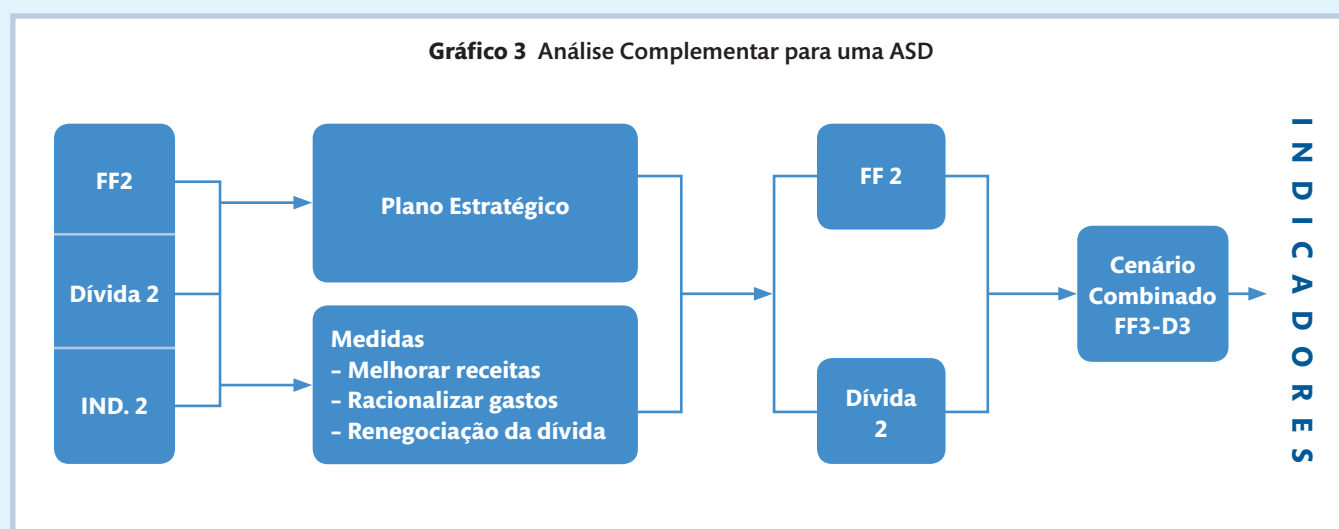 Gráfico 3 Análise Complementar para uma ASD
FF2
Dívida 2
IND. 2
Plano Estratégico
Medidas
– Melhorar receitas
– Racionalizar gastos
– Renegociação da dívida
FF 2
Dívida
2
Cenário
Combinado
FF3-D3
INDICADORES